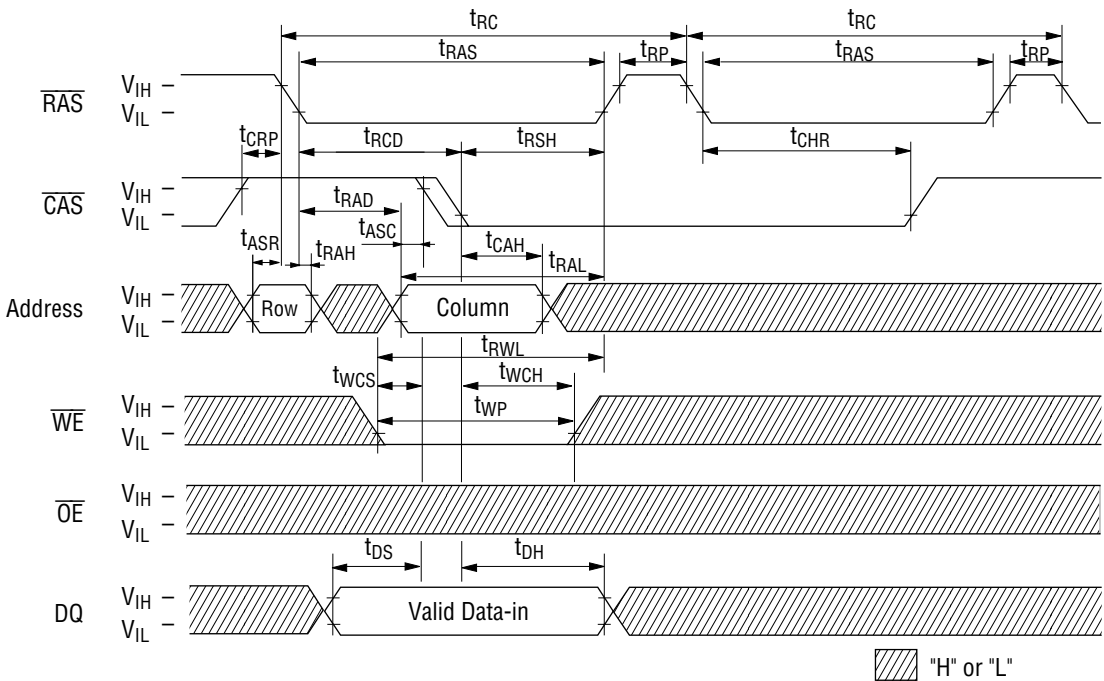 tRC tRC
tRAS tRP tRAS tRP
RAS VIH
VIL
tCRP tRCD tRSH tCHR
CAS VIH
VIL
tRAD
tASC
tASR tRAH tCAH
tRAL
Address VIH
VIL
Row Column
tRWL
tWCS tWCH
tWP
WE VIH
VIL
OE VIH
VIL
tDS tDH
DQ VIH
VIL
Valid Data-in
"H" or "L"